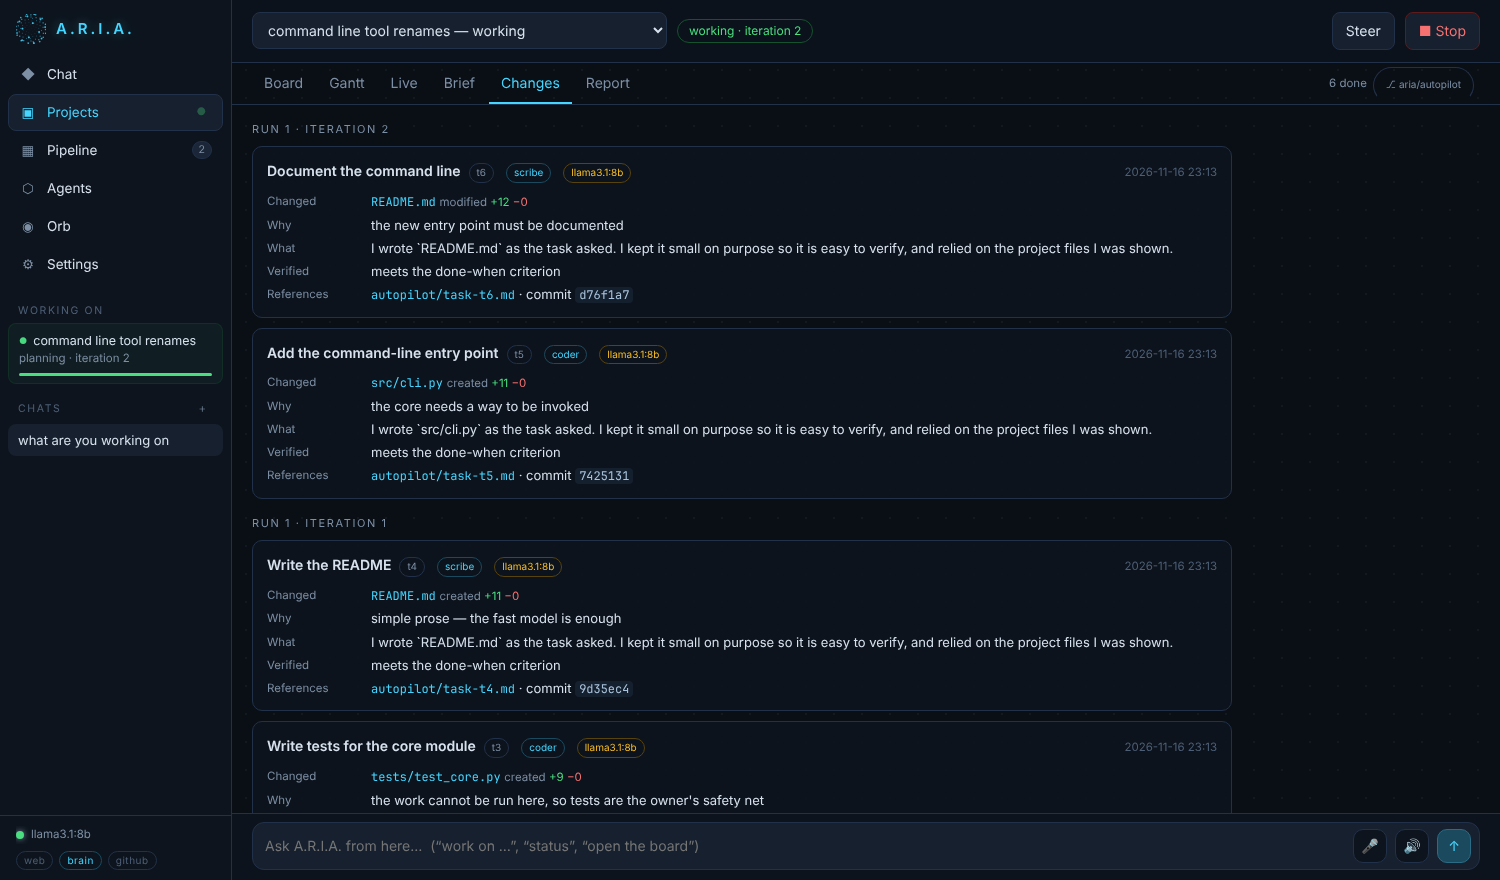 A.R.I.A.
Chat
Projects
Pipeline 2
Agents
Orb
Settings
WORKING ON
command line tool renames
planning · iteration 2
CHATS +
what are you working on
llama3.1:8b
web brain github
command line tool renames — working
working · iteration 2
Steer
Stop
Board Gantt Live Brief Changes Report
6 done
aria/autopilot
RUN 1 · ITERATION 2
Document the command line t6 scribe llama3.1:8b 2026-11-16 23:13
Changed README.md modified +12 −0
Why the new entry point must be documented
What I wrote `README.md` as the task asked. I kept it small on purpose so it is easy to verify, and relied on the project files I was shown.
Verified meets the done-when criterion
References autopilot/task-t6.md · commit d76f1a7
Add the command-line entry point t5 coder llama3.1:8b 2026-11-16 23:13
Changed src/cli.py created +11 −0
Why the core needs a way to be invoked
What I wrote `src/cli.py` as the task asked. I kept it small on purpose so it is easy to verify, and relied on the project files I was shown.
Verified meets the done-when criterion
References autopilot/task-t5.md · commit 7425131
RUN 1 · ITERATION 1
Write the README t4 scribe llama3.1:8b 2026-11-16 23:13
Changed README.md created +11 −0
Why simple prose — the fast model is enough
What I wrote `README.md` as the task asked. I kept it small on purpose so it is easy to verify, and relied on the project files I was shown.
Verified meets the done-when criterion
References autopilot/task-t4.md · commit 9d35ec4
Write tests for the core module t3 coder llama3.1:8b 2026-11-16 23:13
Changed tests/test_core.py created +9 −0
Why the work cannot be run here, so tests are the owner's safety net
Ask A.R.I.A. from here… (“work on …”, “status”, “open the board”)